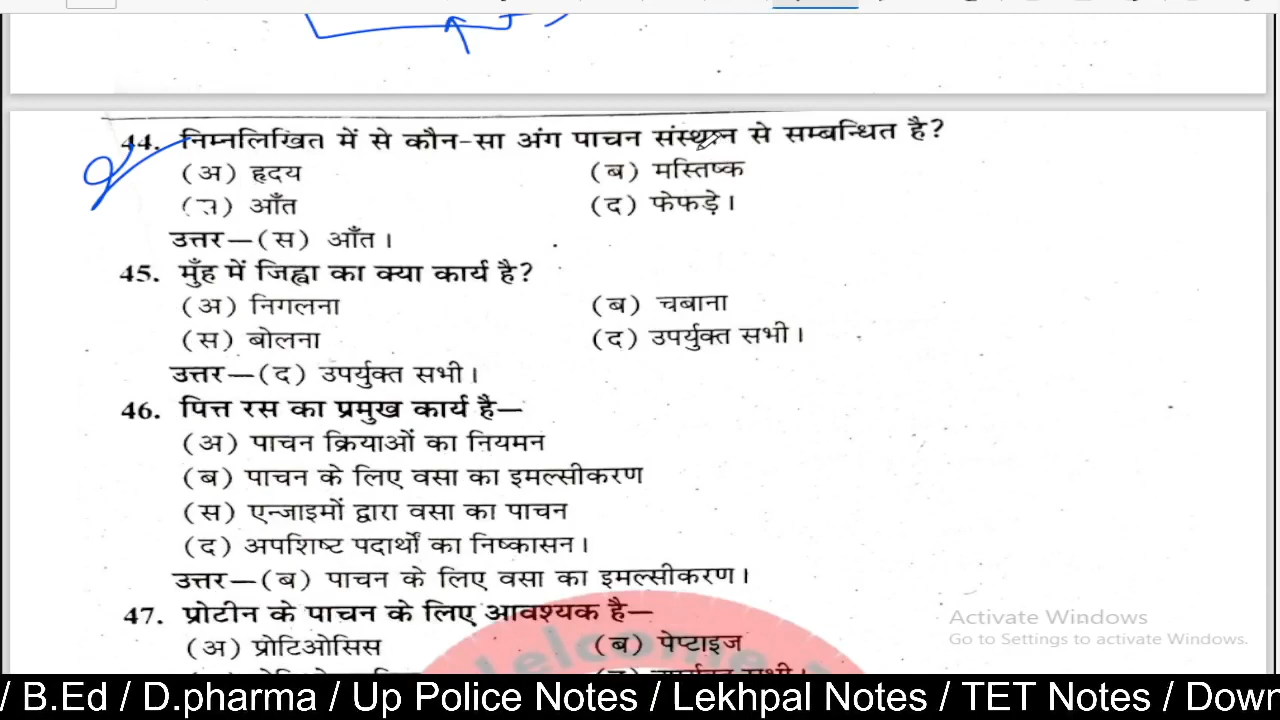 44. निम्नलिखित में से कौन-सा अंग पाचन संस्थान से सम्बन्धित है?
(अ) हृदय (ब) मस्तिष्क
(स) आँत (द) फेफड़े।
उत्तर—(स) आँत।
45. मुँह में जिह्वा का क्या कार्य है?
(अ) निगलना (ब) चबाना
(स) बोलना (द) उपर्युक्त सभी।
उत्तर—(द) उपर्युक्त सभी।
46. पित्त रस का प्रमुख कार्य है—
(अ) पाचन क्रियाओं का नियमन
(ब) पाचन के लिए वसा का इमल्सीकरण
(स) एन्जाइमों द्वारा वसा का पाचन
(द) अपशिष्ट पदार्थों का निष्कासन।
उत्तर—(ब) पाचन के लिए वसा का इमल्सीकरण।
47. प्रोटीन के पाचन के लिए आवश्यक है—
(अ) प्रोटिओसिस (ब) पेप्टाइज
Welcome
Activate Windows
Go to Settings to activate Windows.
/ B.Ed / D.pharma / Up Police Notes / Lekhpal Notes / TET Notes / Down